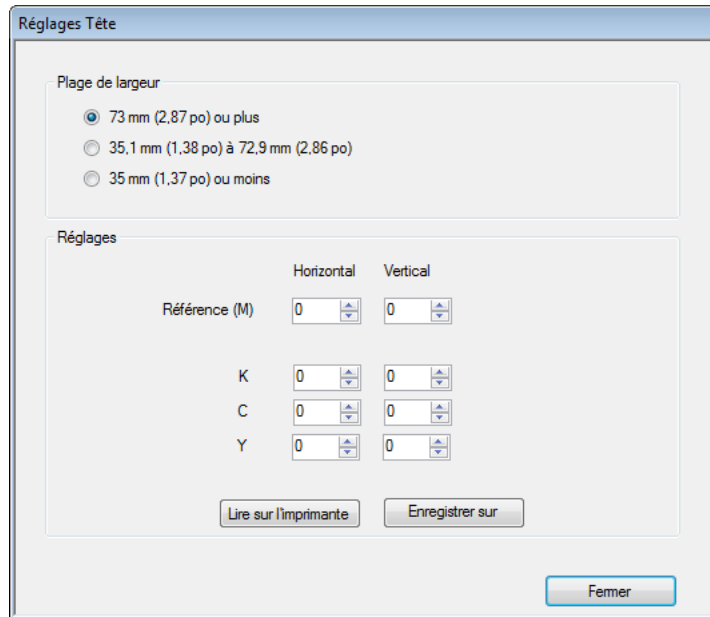 Réglages Tête
Plage de largeur
73 mm (2,87 po) ou plus
35,1 mm (1,38 po) à 72,9 mm (2,86 po)
35 mm (1,37 po) ou moins
Réglages
Horizontal Vertical
Référence (M) 0 0
K 0 0
C 0 0
Y 0 0
Lire sur l'imprimante Enregistrer sur
Fermer